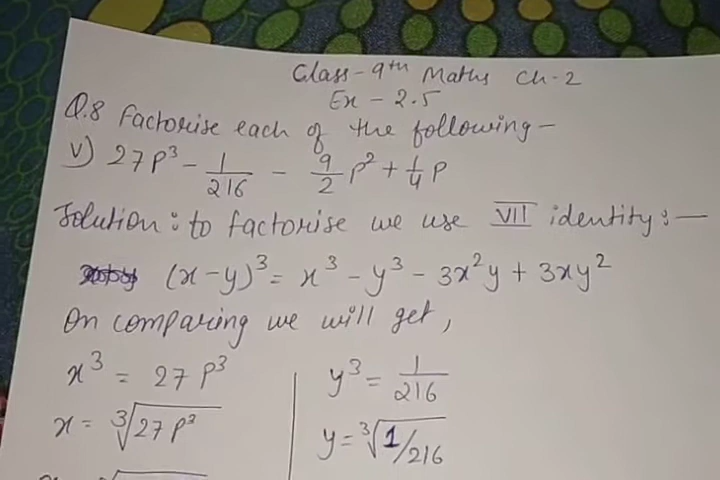 Class-9th Maths Ch-2
Ex - 2.5
Q.8 Factorise each of the following-
V) 27P³ - 1/216 - 9/2 P² + 1/4 P
Solution: to factorise we use VII identity:-
(x-y)³ = x³ - y³ - 3x²y + 3xy²
On comparing we will get,
x³ = 27P³ | y³ = 1/216
x = ∛27P³ | y = ∛1/216